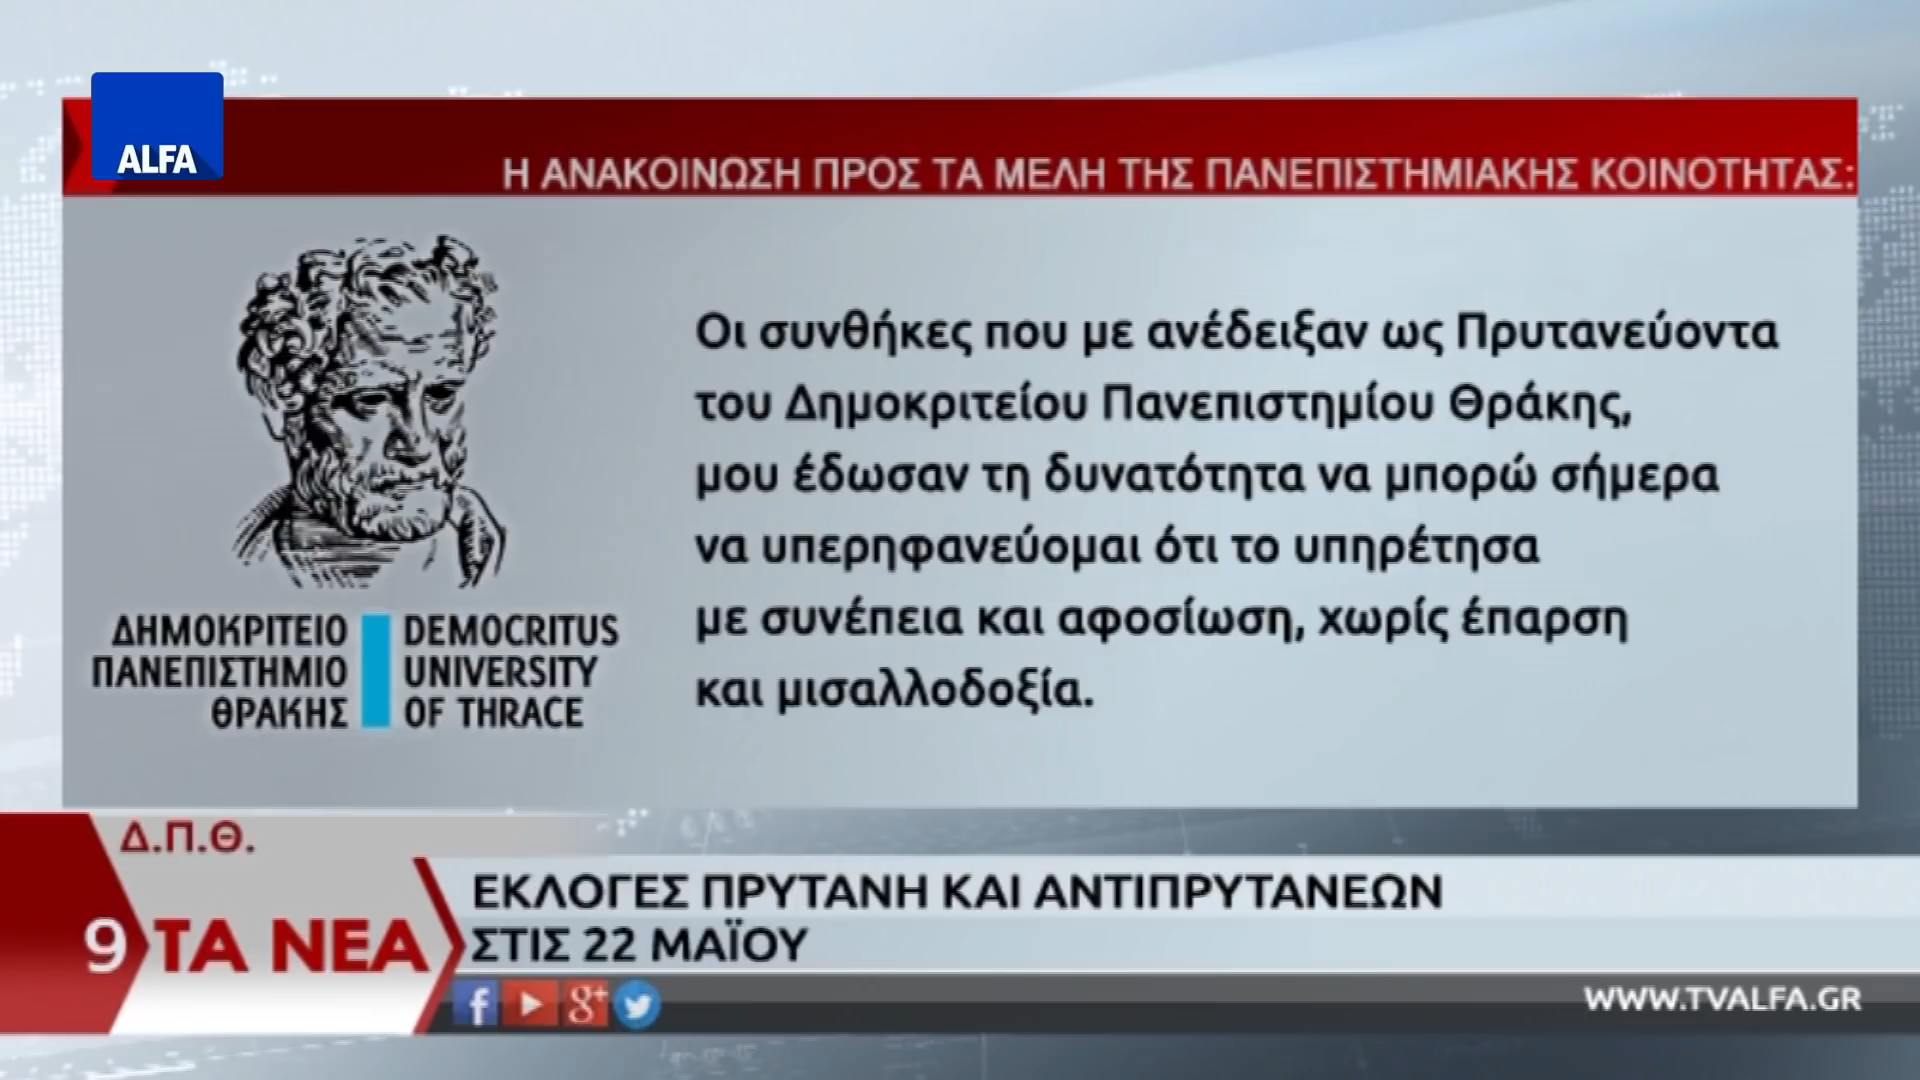 ALFA
Η ΑΝΑΚΟΙΝΩΣΗ ΠΡΟΣ ΤΑ ΜΕΛΗ ΤΗΣ ΠΑΝΕΠΙΣΤΗΜΙΑΚΗΣ ΚΟΙΝΟΤΗΤΑΣ:
Οι συνθήκες που με ανέδειξαν ως Πρυτανεύοντα
του Δημοκριτείου Πανεπιστημίου Θράκης,
μου έδωσαν τη δυνατότητα να μπορώ σήμερα
να υπερηφανεύομαι ότι το υπηρέτησα
με συνέπεια και αφοσίωση, χωρίς έπαρση
και μισαλλοδοξία.
ΔΗΜΟΚΡΙΤΕΙΟ
ΠΑΝΕΠΙΣΤΗΜΙΟ
ΘΡΑΚΗΣ
DEMOCRITUS
UNIVERSITY
OF THRACE
Δ.Π.Θ.
9 ΤΑ ΝΕΑ
ΕΚΛΟΓΕΣ ΠΡΥΤΑΝΗ ΚΑΙ ΑΝΤΙΠΡΥΤΑΝΕΩΝ
ΣΤΙΣ 22 ΜΑΪΟΥ
f g+
WWW.TVALFA.GR